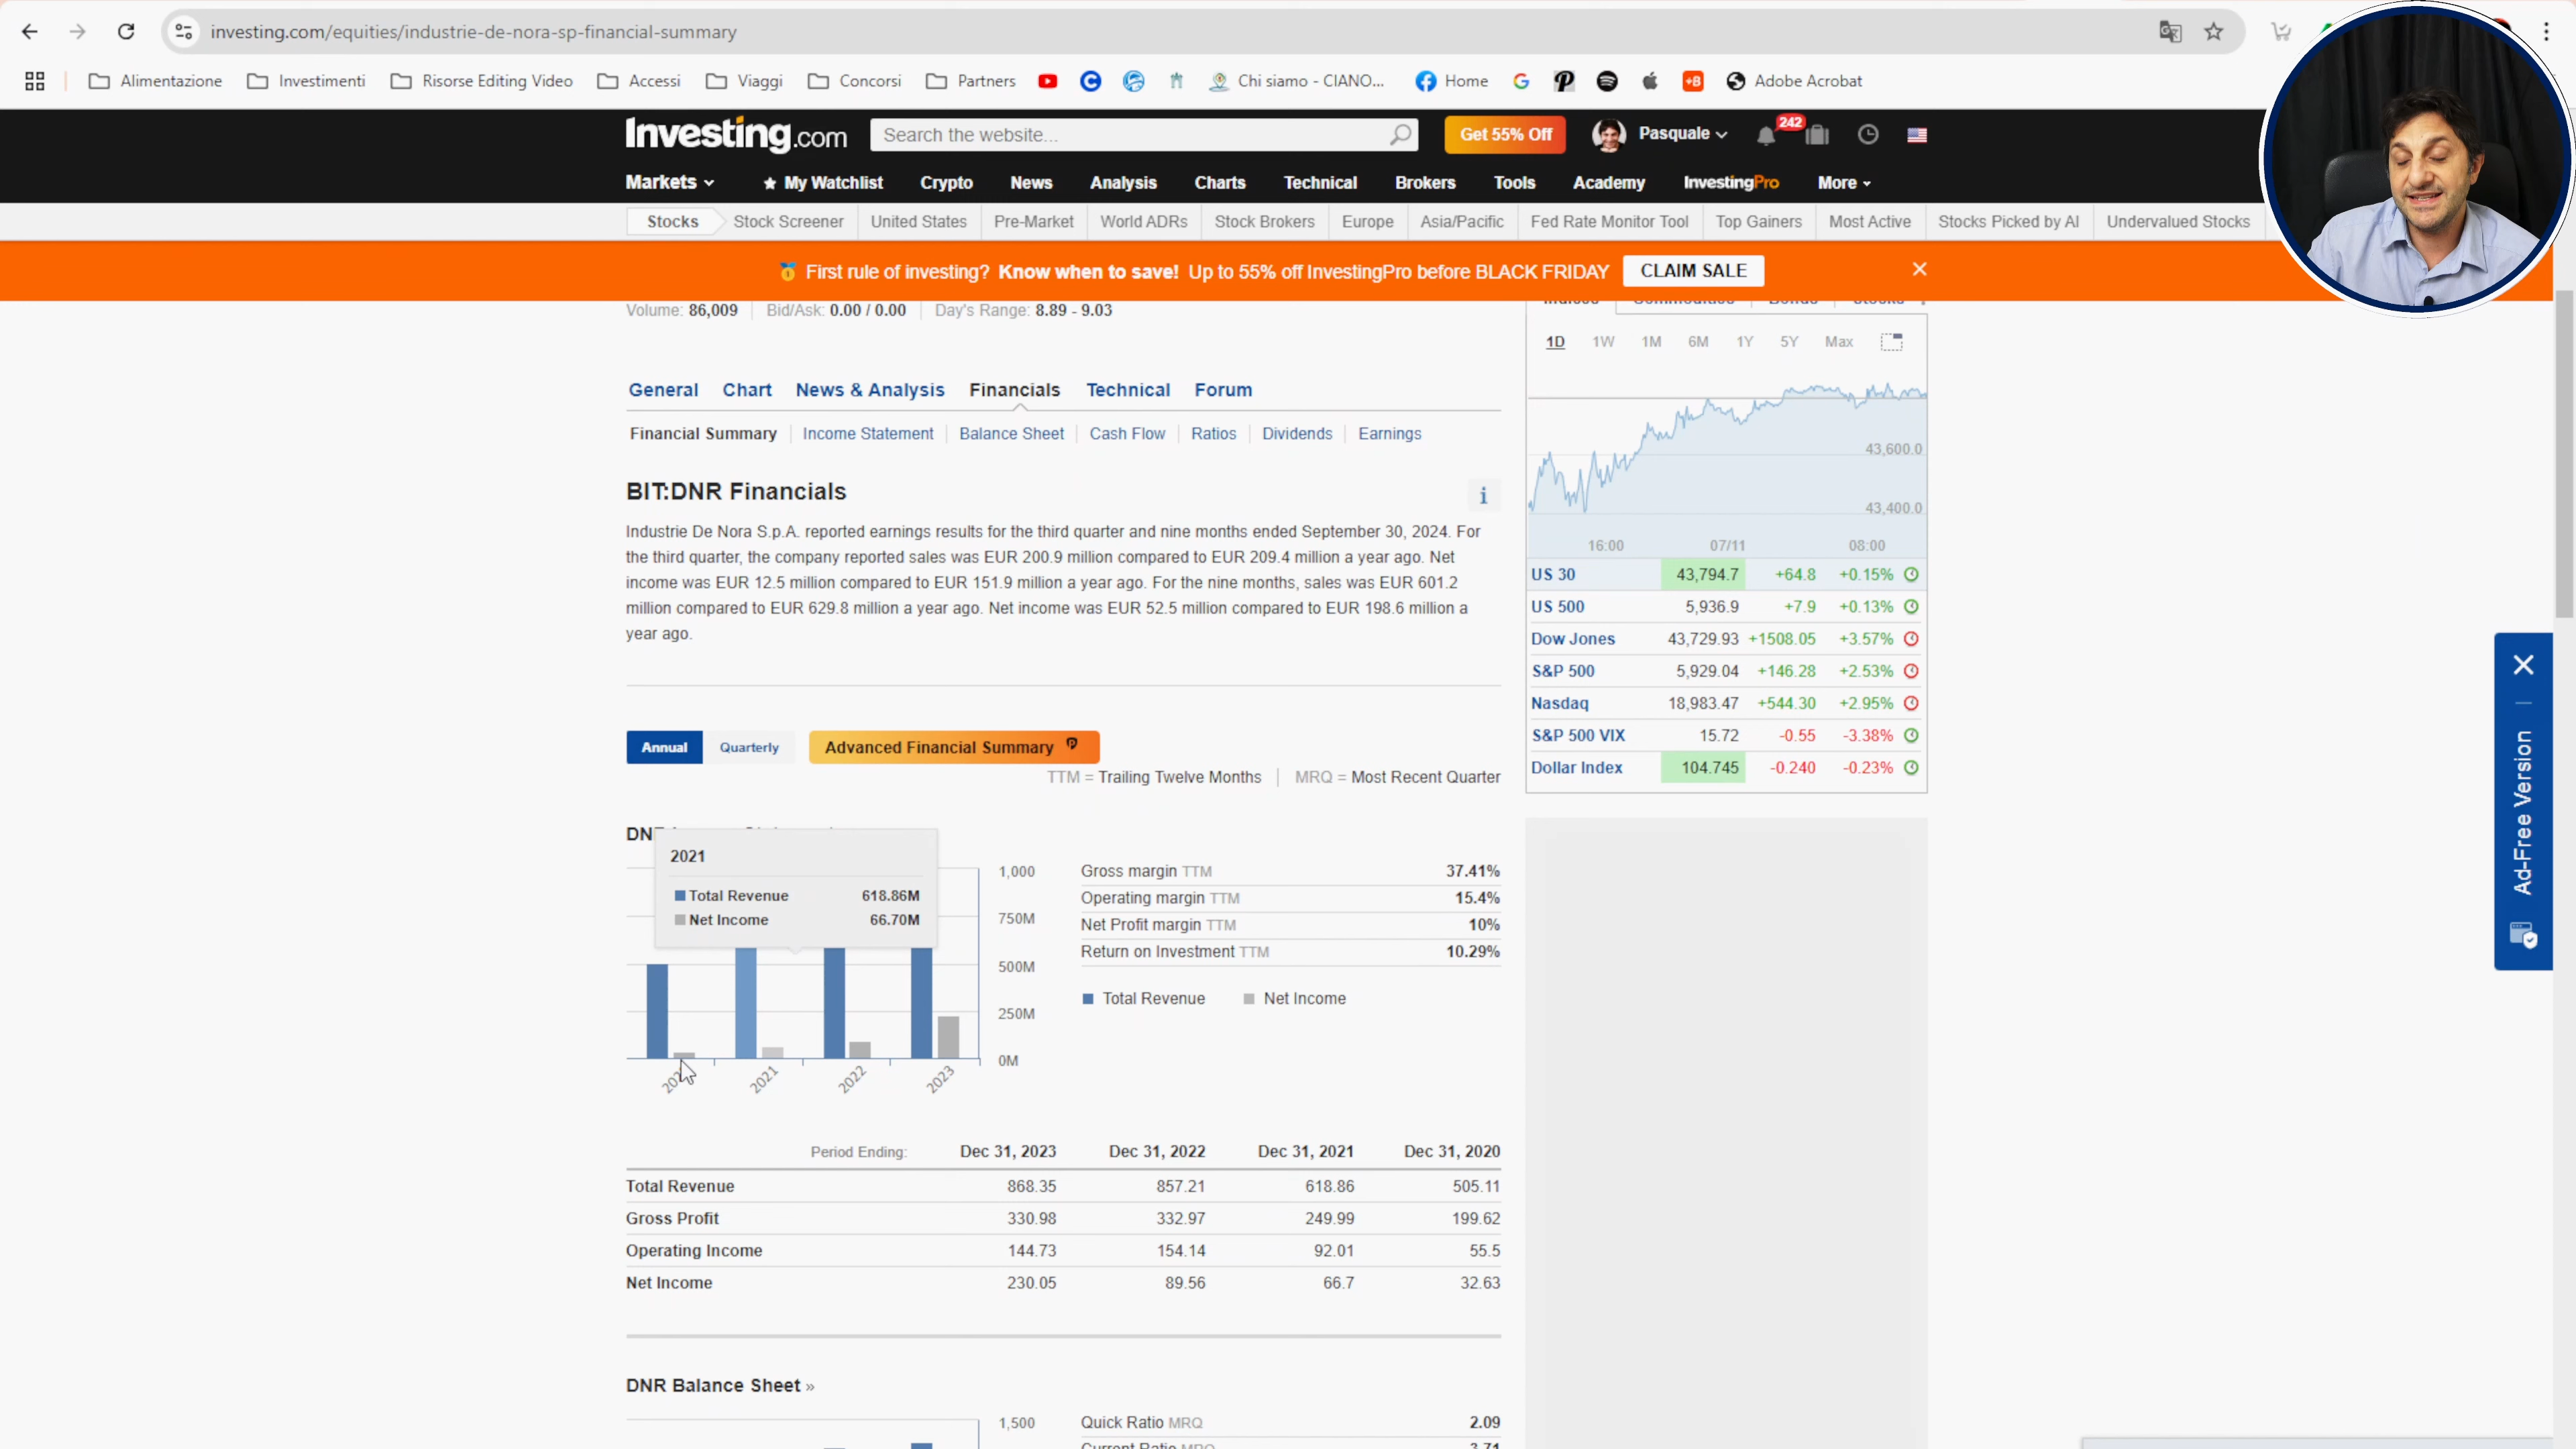 investing.com/equities/industrie-de-nora-sp-financial-summary
Alimentazione Investimenti Risorse Editing Video Accessi Viaggi Concorsi Partners Chi siamo - CIANO... Home +B Adobe Acrobat
Investing.com Search the website... Get 55% Off Pasquale 242
Markets My Watchlist Crypto News Analysis Charts Technical Brokers Tools Academy InvestingPro More
Stocks Stock Screener United States Pre-Market World ADRs Stock Brokers Europe Asia/Pacific Fed Rate Monitor Tool Top Gainers Most Active Stocks Picked by AI Undervalued Stocks
First rule of investing? Know when to save! Up to 55% off InvestingPro before BLACK FRIDAY CLAIM SALE
Volume: 86,009 Bid/Ask: 0.00 / 0.00 Day's Range: 8.89 - 9.03
General Chart News & Analysis Financials Technical Forum
Financial Summary Income Statement Balance Sheet Cash Flow Ratios Dividends Earnings
BIT:DNR Financials
Industrie De Nora S.p.A. reported earnings results for the third quarter and nine months ended September 30, 2024. For
the third quarter, the company reported sales was EUR 200.9 million compared to EUR 209.4 million a year ago. Net
income was EUR 12.5 million compared to EUR 151.9 million a year ago. For the nine months, sales was EUR 601.2
million compared to EUR 629.8 million a year ago. Net income was EUR 52.5 million compared to EUR 198.6 million a
year ago.
Annual Quarterly Advanced Financial Summary
TTM = Trailing Twelve Months MRQ = Most Recent Quarter
2021
Total Revenue 618.86M
Net Income 66.70M
1,000
750M
500M
250M
0M
2021 2022 2023
Gross margin TTM 37.41%
Operating margin TTM 15.4%
Net Profit margin TTM 10%
Return on Investment TTM 10.29%
Total Revenue Net Income
Period Ending: Dec 31, 2023 Dec 31, 2022 Dec 31, 2021 Dec 31, 2020
Total Revenue 868.35 857.21 618.86 505.11
Gross Profit 330.98 332.97 249.99 199.62
Operating Income 144.73 154.14 92.01 55.5
Net Income 230.05 89.56 66.7 32.63
DNR Balance Sheet »
1,500
Quick Ratio MRQ 2.09
1D 1W 1M 6M 1Y 5Y Max
43,600.0
43,400.0
16:00 07/11 08:00
US 30 43,794.7 +64.8 +0.15%
US 500 5,936.9 +7.9 +0.13%
Dow Jones 43,729.93 +1508.05 +3.57%
S&P 500 5,929.04 +146.28 +2.53%
Nasdaq 18,983.47 +544.30 +2.95%
S&P 500 VIX 15.72 -0.55 -3.38%
Dollar Index 104.745 -0.240 -0.23%
Ad-Free Version